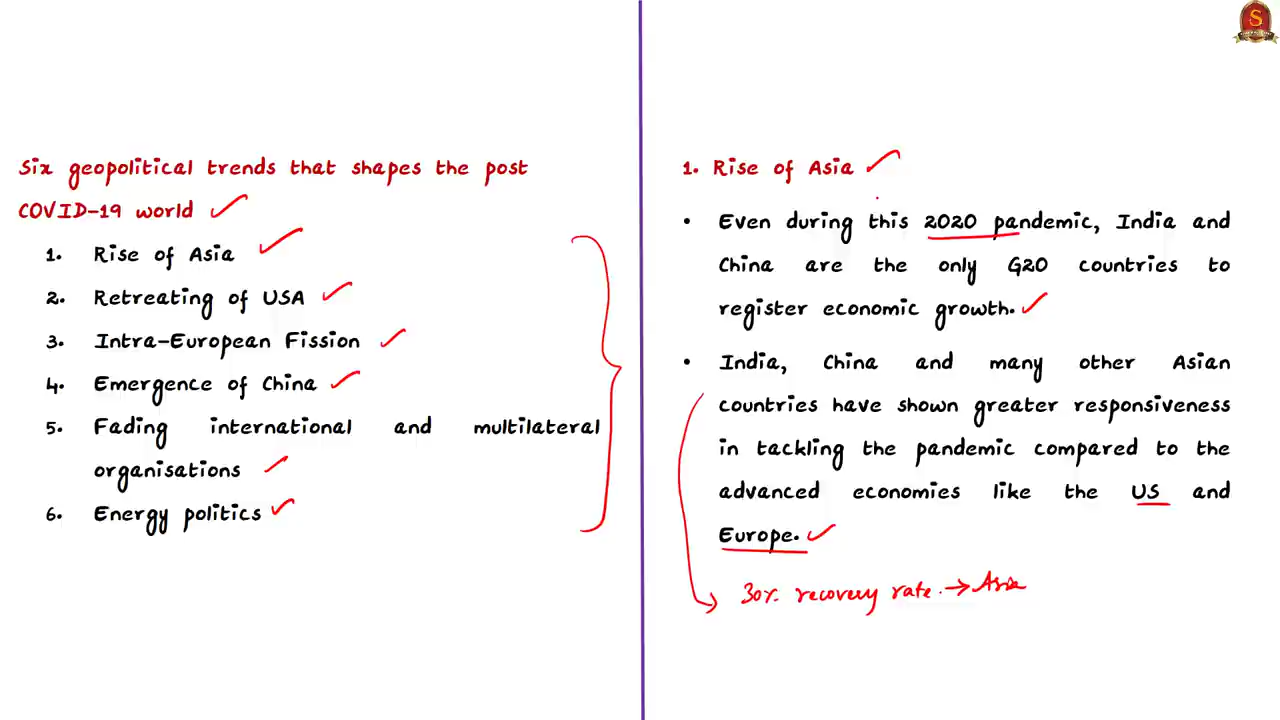 Six geopolitical trends that shapes the post
COVID-19 world
1. Rise of Asia
2. Retreating of USA
3. Intra-European Fission
4. Emergence of China
5. Fading international and multilateral
organisations
6. Energy politics
1. Rise of Asia
• Even during this 2020 pandemic, India and
China are the only G20 countries to
register economic growth.
• India, China and many other Asian
countries have shown greater responsiveness
in tackling the pandemic compared to the
advanced economies like the US and
Europe.
30%. recovery rate. → Asia
S